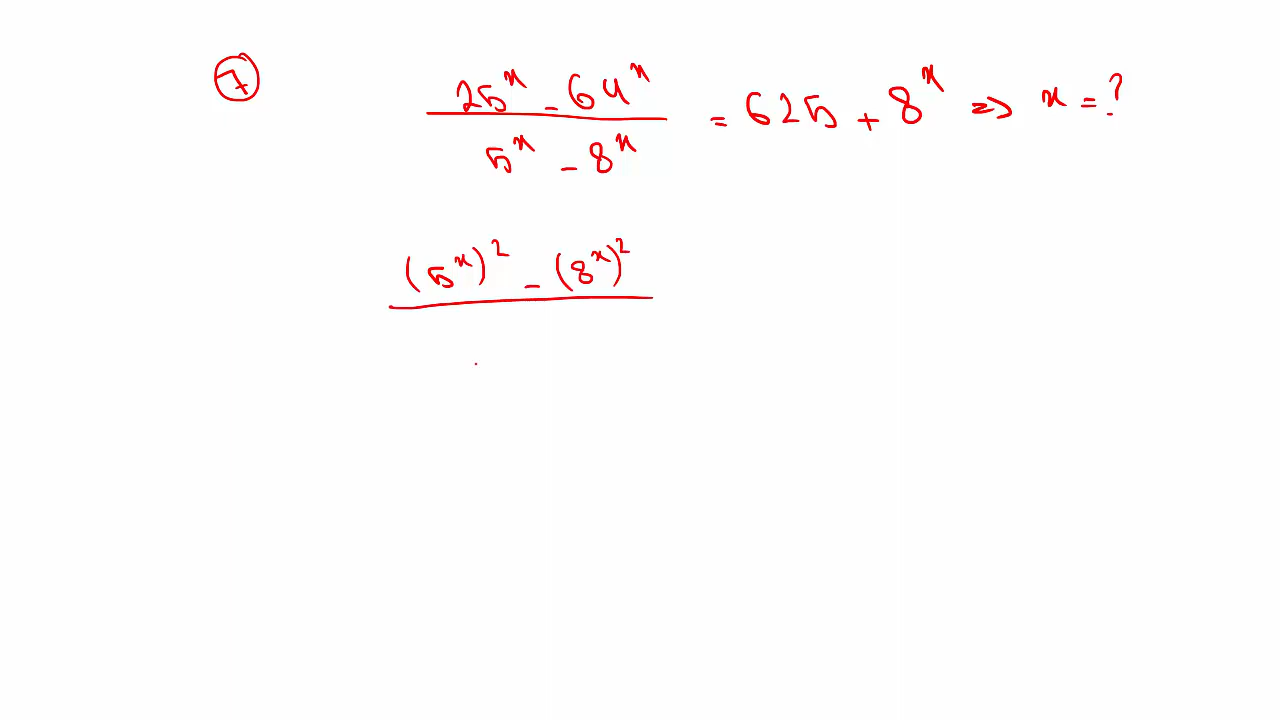 ⑦ (25^x - 64^x) / (5^x - 8^x) = 625 + 8^x ⇒ x = ?
(5^x)^2 - (8^x)^2